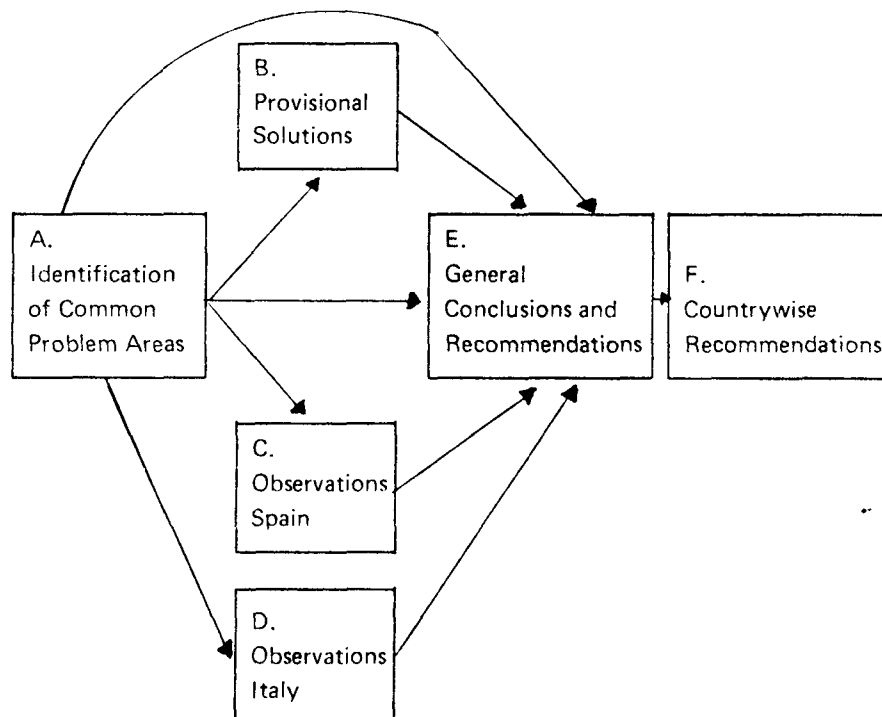 B.
Provisional
Solutions
A.
Identification
of Common
Problem Areas
E.
General
Conclusions and
Recommendations
F.
Countrywise
Recommendations
C.
Observations
Spain
D.
Observations
Italy